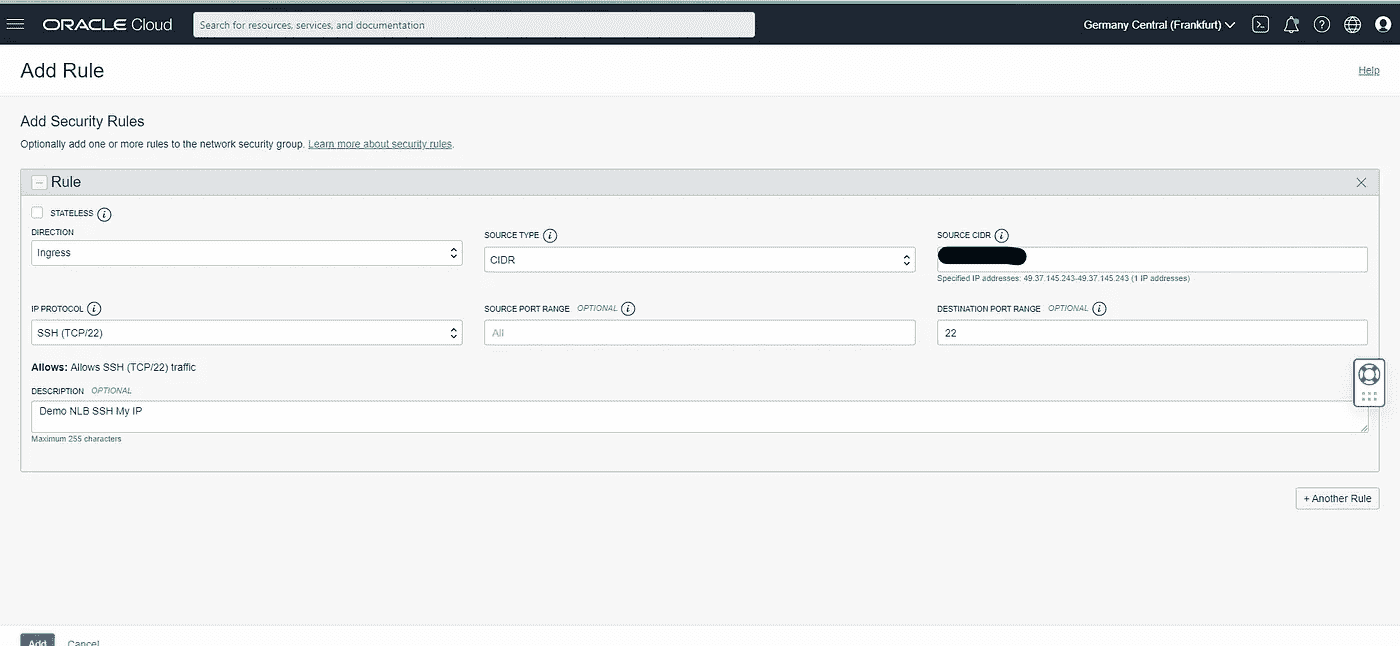 ORACLE Cloud
Search for resources, services, and documentation
Germany Central (Frankfurt)
Add Rule
Help
Add Security Rules
Optionally add one or more rules to the network security group. Learn more about security rules.
Rule
STATELESS
DIRECTION
Ingress
SOURCE TYPE
CIDR
SOURCE CIDR
Specified IP addresses: 49.37.145.243-49.37.145.243 (1 IP addresses)
IP PROTOCOL
SSH (TCP/22)
SOURCE PORT RANGE OPTIONAL
All
DESTINATION PORT RANGE OPTIONAL
22
Allows: Allows SSH (TCP/22) traffic
DESCRIPTION OPTIONAL
Demo NLB SSH My IP
Maximum 255 characters
+ Another Rule
Add Cancel